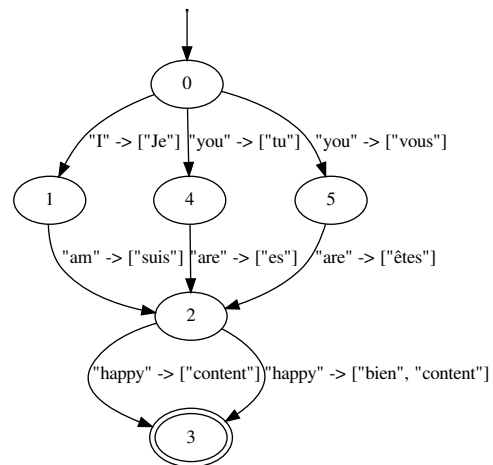 0
"I" -> ["Je"] "you" -> ["tu"] "you" -> ["vous"]
1 4 5
"am" -> ["suis"] "are" -> ["es"] "are" -> ["êtes"]
2
"happy" -> ["content"] "happy" -> ["bien", "content"]
3